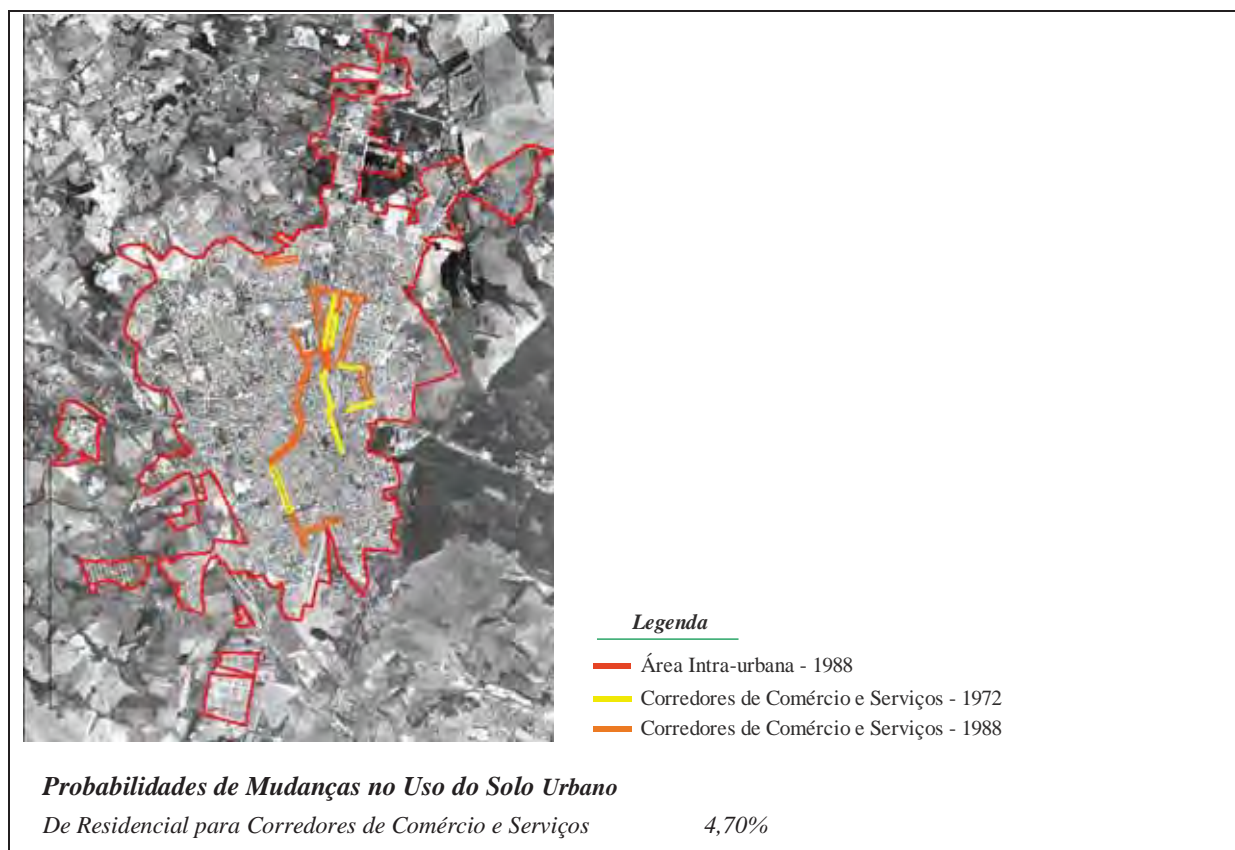 Legenda
Área Intra-urbana - 1988
Corredores de Comércio e Serviços - 1972
Corredores de Comércio e Serviços - 1988
Probabilidades de Mudanças no Uso do Solo Urbano
De Residencial para Corredores de Comércio e Serviços 4,70%